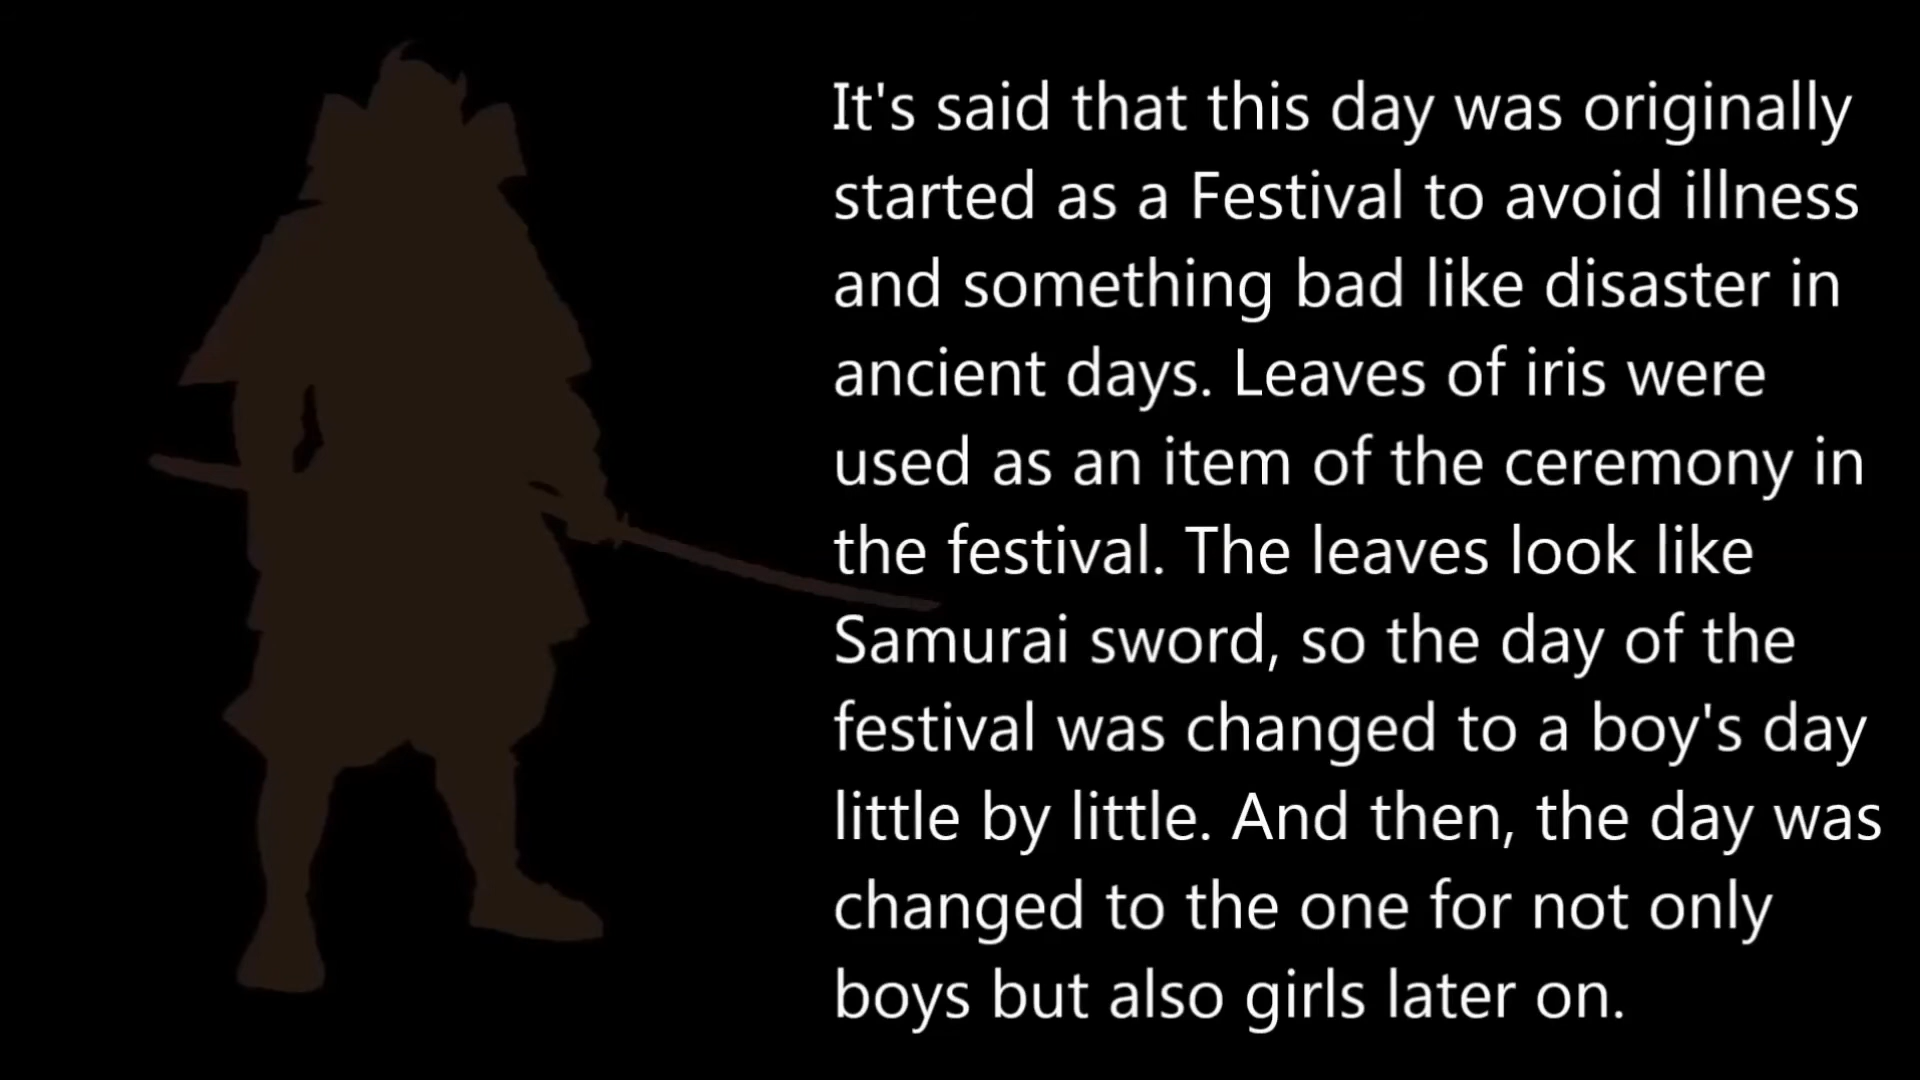 It's said that this day was originally
started as a Festival to avoid illness
and something bad like disaster in
ancient days. Leaves of iris were
used as an item of the ceremony in
the festival. The leaves look like
Samurai sword, so the day of the
festival was changed to a boy's day
little by little. And then, the day was
changed to the one for not only
boys but also girls later on.